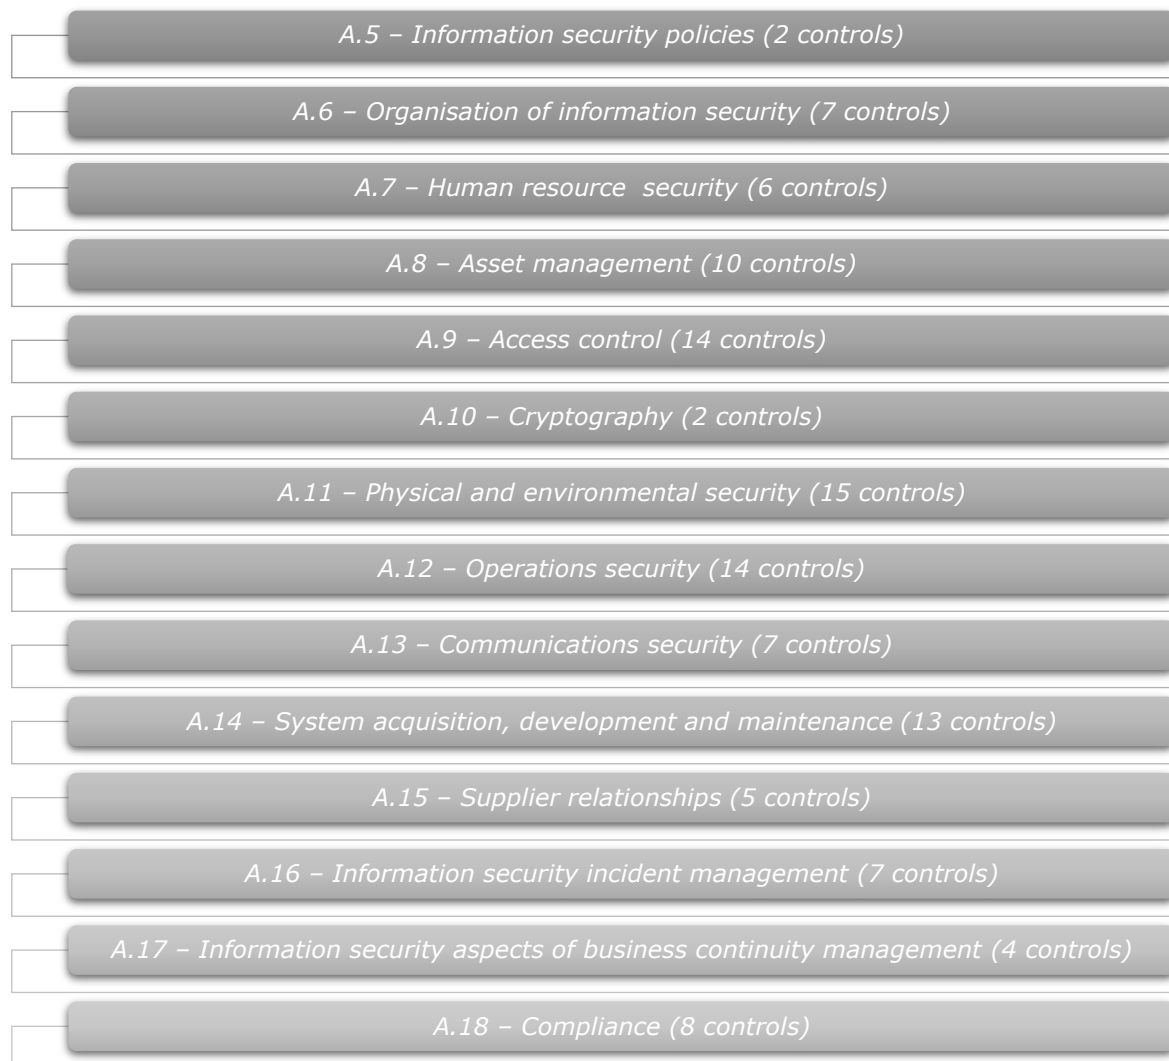 A.5 – Information security policies (2 controls)
A.6 – Organisation of information security (7 controls)
A.7 – Human resource  security (6 controls)
A.8 – Asset management (10 controls)
A.9 – Access control (14 controls)
A.10 – Cryptography (2 controls)
A.11 – Physical and environmental security (15 controls)
A.12 – Operations security (14 controls)
A.13 – Communications security (7 controls)
A.14 – System acquisition, development and maintenance (13 controls)
A.15 – Supplier relationships (5 controls)
A.16 – Information security incident management (7 controls)
A.17 – Information security aspects of business continuity management (4 controls)
A.18 – Compliance (8 controls)